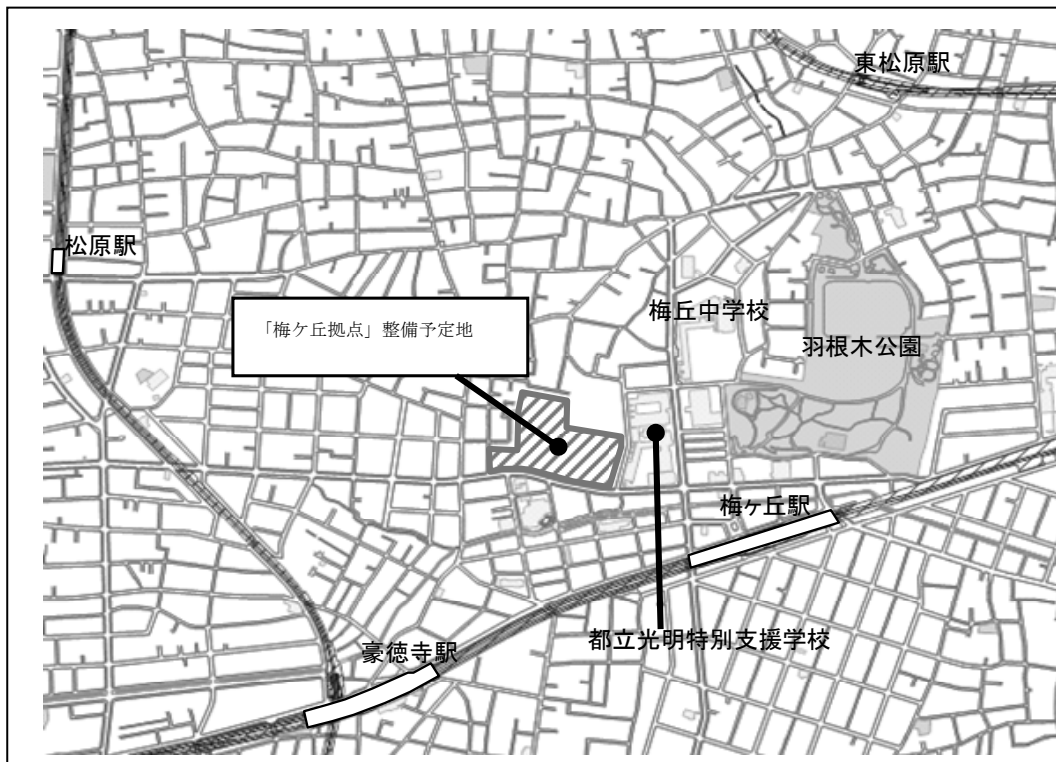 東松原駅
松原駅
「梅ケ丘拠点」整備予定地
梅丘中学校
羽根木公園
梅ヶ丘駅
都立光明特別支援学校
豪徳寺駅